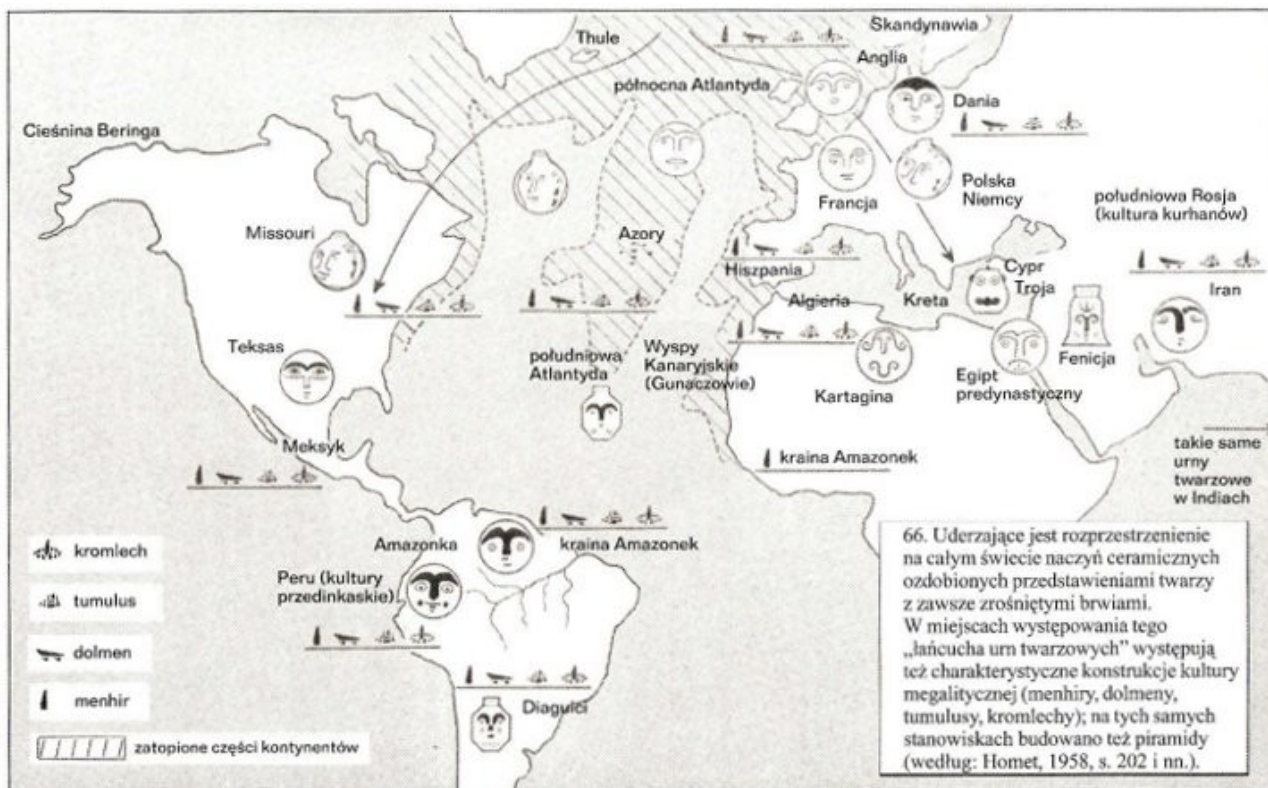 Skandynawia
Thule
Anglia
północna Atlantyda
Dania
Cieśnina Beringa
Polska
Niemcy
Francja
południowa Rosja
(kultura kurhanów)
Missouri
Azory
Hiszpania
Cypr
Troja
Iran
Algieria
Kreta
Teksas
południowa
Atlantyda
Wyspy
Kanaryjskie
(Gunaczowie)
Fenicja
Kartagina
Egipt
predynastyczny
Meksyk
kraina Amazonek
takie same
urny
twarzowe
w Indiach
Amazonka
kraina Amazonek
Peru (kultury
przedinkaskie)
Diagulci
kromlech
tumulus
dolmen
menhir
zatopione części kontynentów
66. Uderzające jest rozprzestrzenienie
na całym świecie naczyń ceramicznych
ozdobionych przedstawieniami twarzy
z zawsze zrośniętymi brwiami.
W miejscach występowania tego
„łańcucha urn twarzowych” występują
też charakterystyczne konstrukcje kultury
megalitycznej (menhiry, dolmeny,
tumulusy, kromlechy); na tych samych
stanowiskach budowano też piramidy
(według: Homet, 1958, s. 202 i nn.).